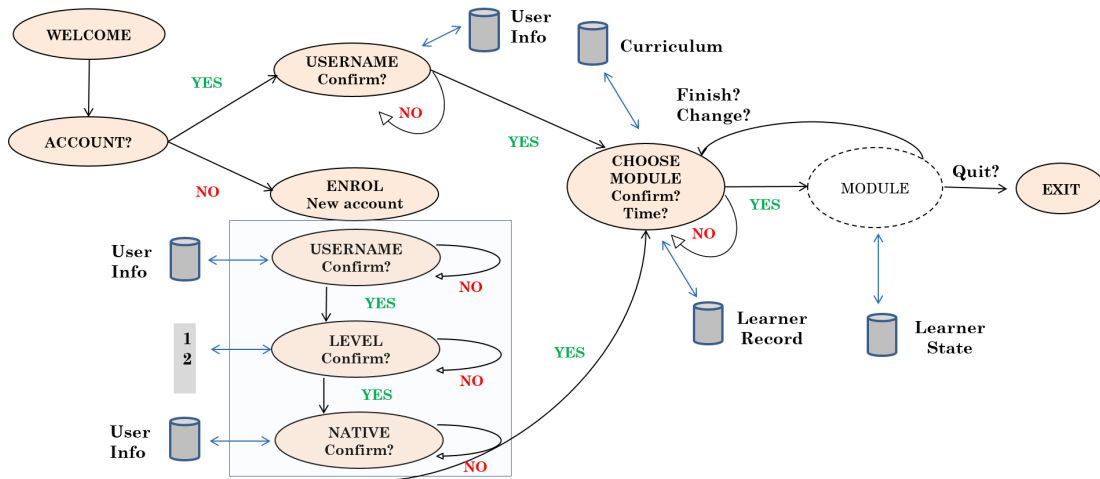 WELCOME
ACCOUNT?
YES
NO
USERNAME
Confirm?
NO
User
Info
YES
ENROL
New account
User
Info
USERNAME
Confirm?
NO
YES
1
2
LEVEL
Confirm?
NO
YES
User
Info
NATIVE
Confirm?
NO
YES
Curriculum
CHOOSE
MODULE
Confirm?
Time?
NO
YES
Finish?
Change?
MODULE
Quit?
EXIT
Learner
Record
Learner
State